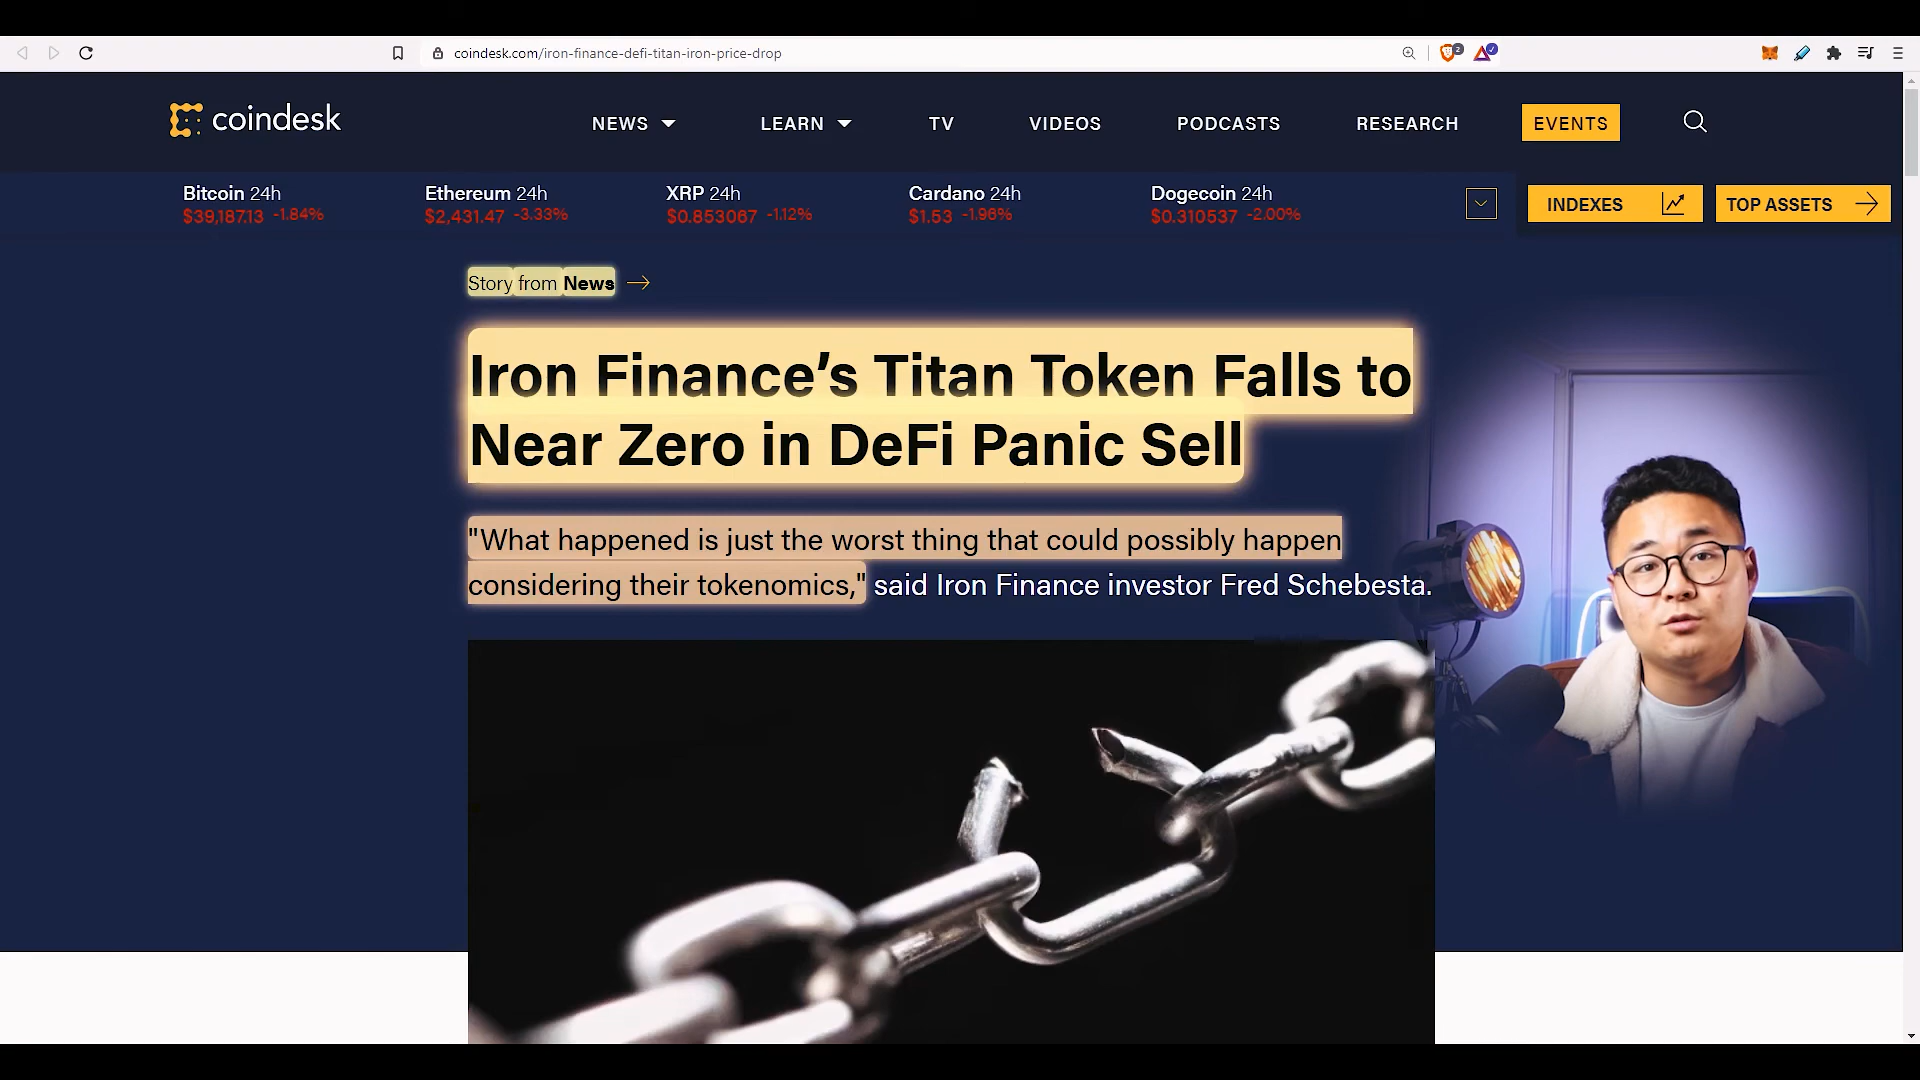 coindesk.com/iron-finance-defi-titan-iron-price-drop
2
coindesk
NEWS
LEARN
TV
VIDEOS
PODCASTS
RESEARCH
EVENTS
Bitcoin 24h
$39,187.13 -1.84%
Ethereum 24h
$2,431.47 -3.33%
XRP 24h
$0.853067 -1.12%
Cardano 24h
$1.53 -1.96%
Dogecoin 24h
$0.310537 -2.00%
INDEXES
TOP ASSETS
Story from News
Iron Finance’s Titan Token Falls to
Near Zero in DeFi Panic Sell
"What happened is just the worst thing that could possibly happen
considering their tokenomics," said Iron Finance investor Fred Schebesta.